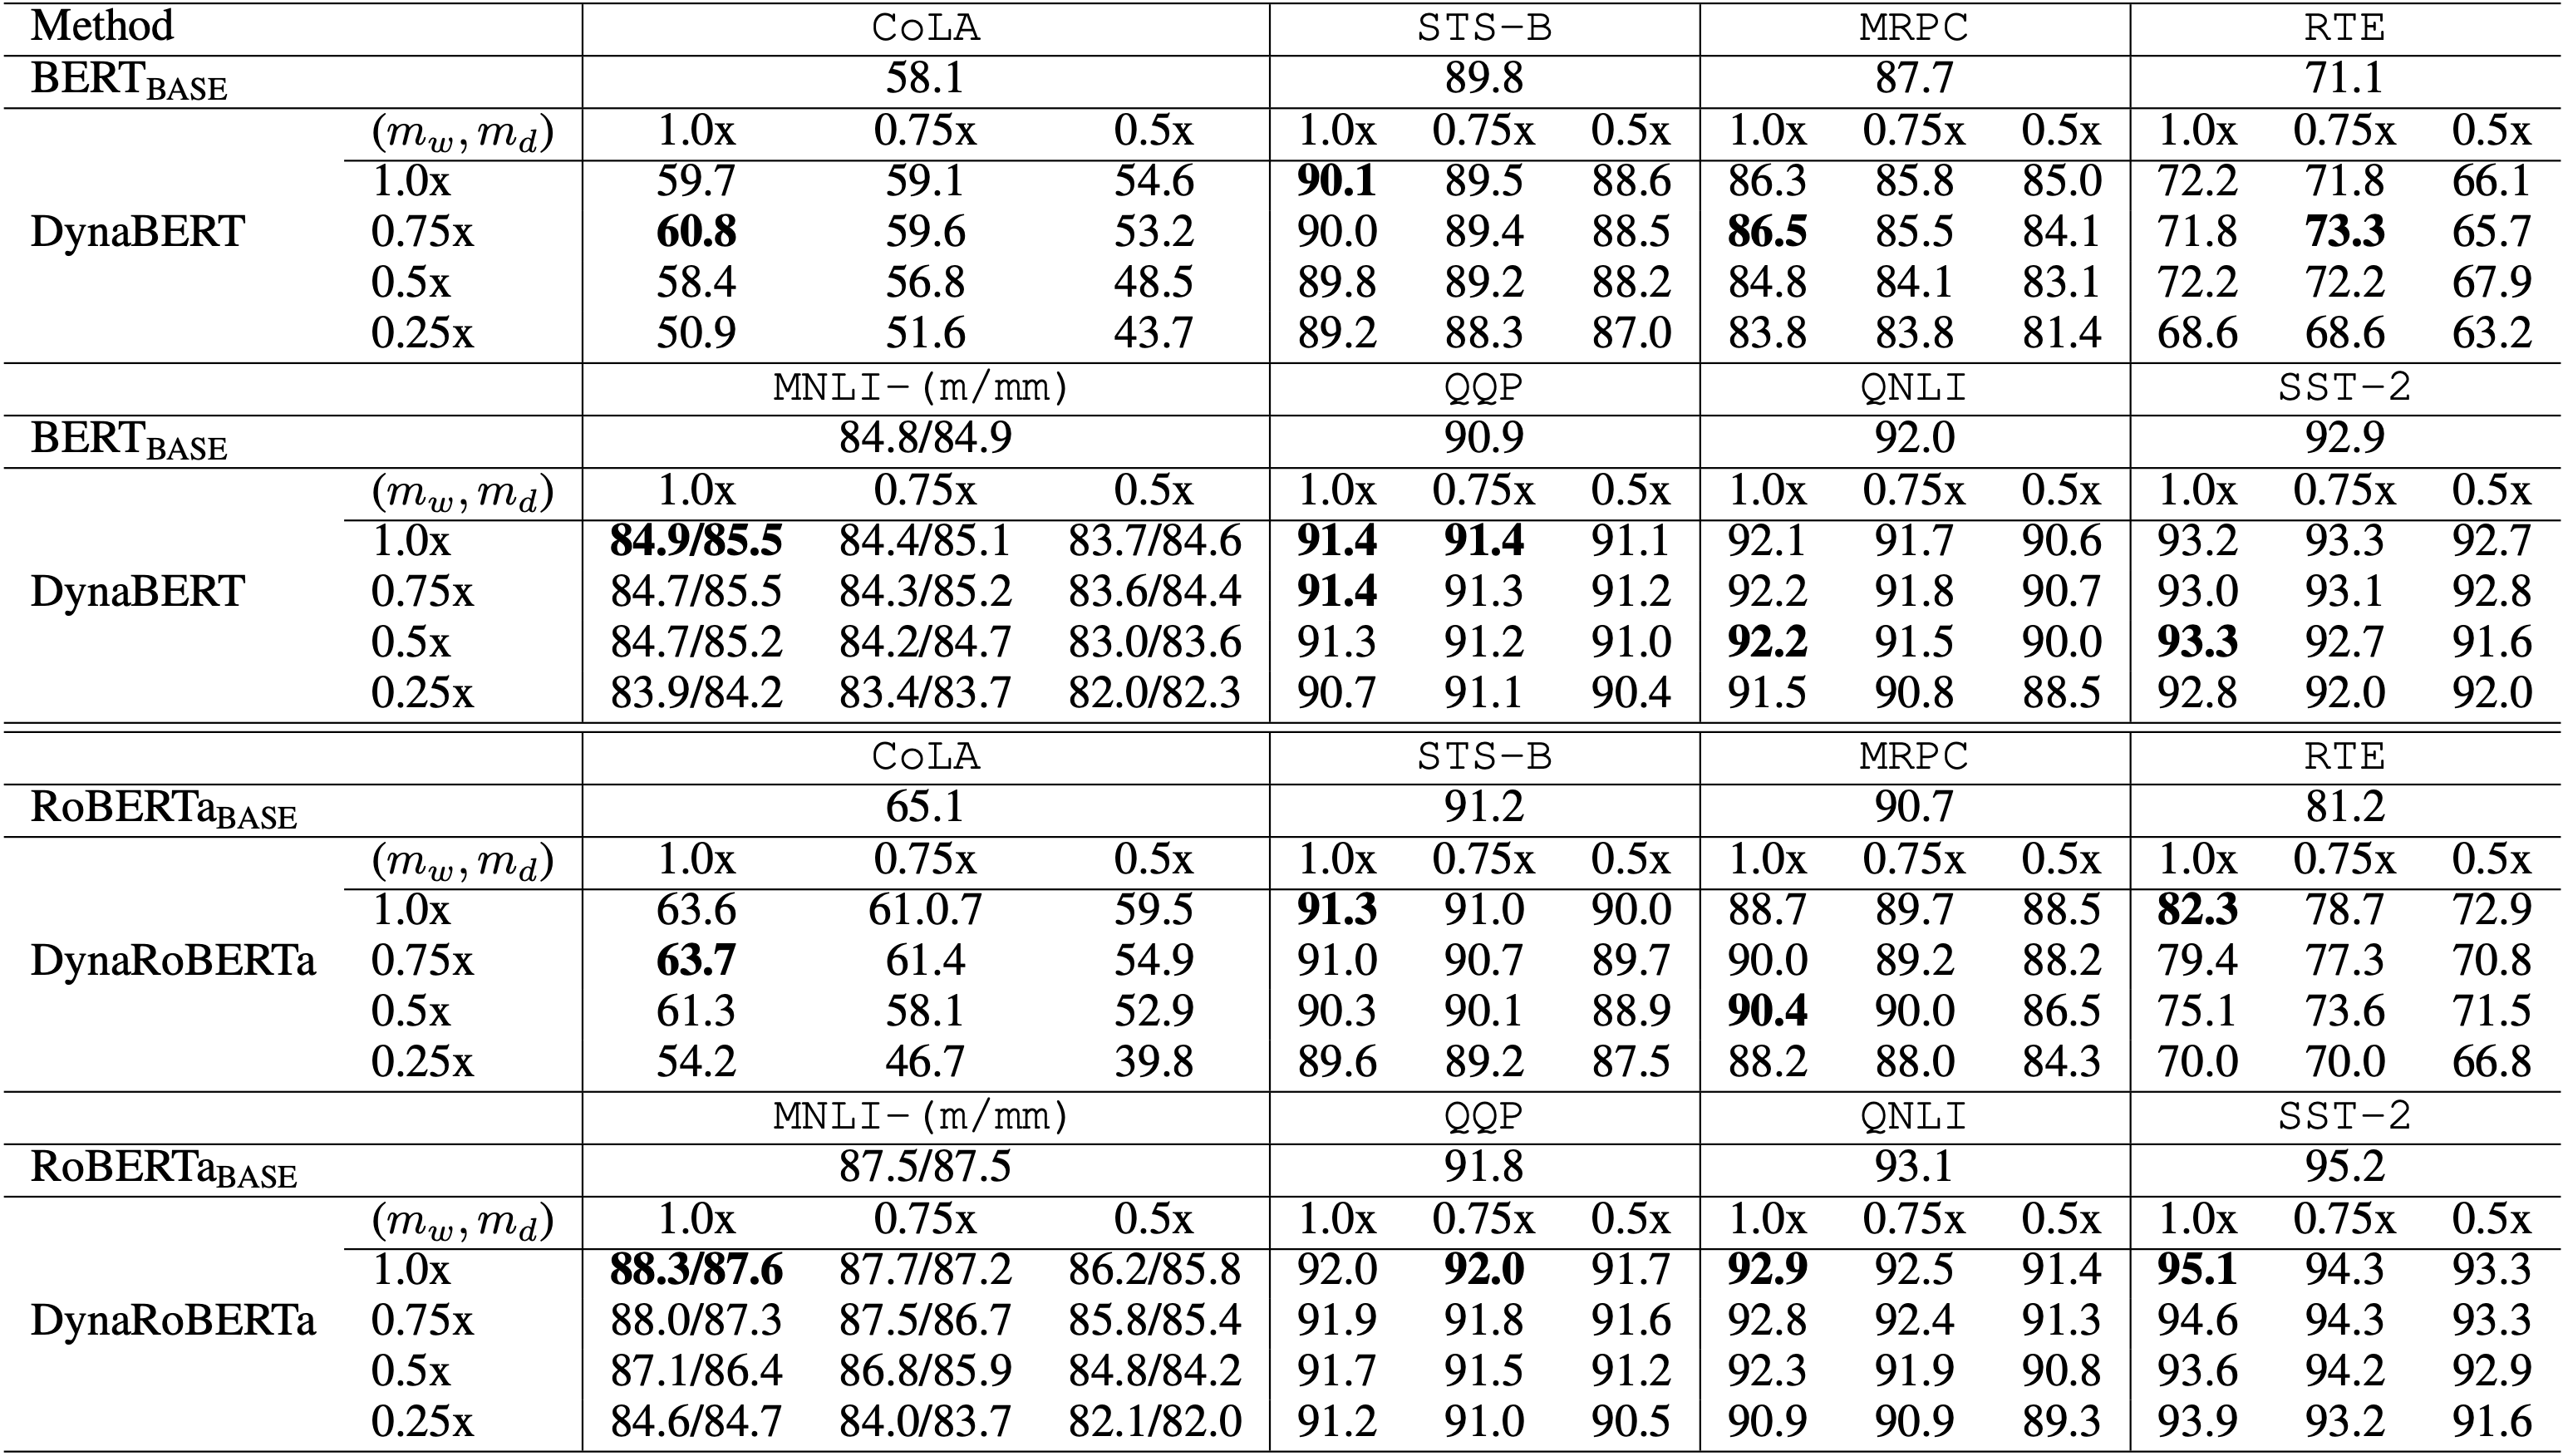 Method CoLA STS-B MRPC RTE
BERT_BASE 58.1 89.8 87.7 71.1
(m_w, m_d) 1.0x 0.75x 0.5x 1.0x 0.75x 0.5x 1.0x 0.75x 0.5x 1.0x 0.75x 0.5x
1.0x 59.7 59.1 54.6 90.1 89.5 88.6 86.3 85.8 85.0 72.2 71.8 66.1
DynaBERT 0.75x 60.8 59.6 53.2 90.0 89.4 88.5 86.5 85.5 84.1 71.8 73.3 65.7
0.5x 58.4 56.8 48.5 89.8 89.2 88.2 84.8 84.1 83.1 72.2 72.2 67.9
0.25x 50.9 51.6 43.7 89.2 88.3 87.0 83.8 83.8 81.4 68.6 68.6 63.2
MNLI-(m/mm) QQP QNLI SST-2
BERT_BASE 84.8/84.9 90.9 92.0 92.9
(m_w, m_d) 1.0x 0.75x 0.5x 1.0x 0.75x 0.5x 1.0x 0.75x 0.5x 1.0x 0.75x 0.5x
1.0x 84.9/85.5 84.4/85.1 83.7/84.6 91.4 91.4 91.1 92.1 91.7 90.6 93.2 93.3 92.7
DynaBERT 0.75x 84.7/85.5 84.3/85.2 83.6/84.4 91.4 91.3 91.2 92.2 91.8 90.7 93.0 93.1 92.8
0.5x 84.7/85.2 84.2/84.7 83.0/83.6 91.3 91.2 91.0 92.2 91.5 90.0 93.3 92.7 91.6
0.25x 83.9/84.2 83.4/83.7 82.0/82.3 90.7 91.1 90.4 91.5 90.8 88.5 92.8 92.0 92.0
CoLA STS-B MRPC RTE
RoBERTa_BASE 65.1 91.2 90.7 81.2
(m_w, m_d) 1.0x 0.75x 0.5x 1.0x 0.75x 0.5x 1.0x 0.75x 0.5x 1.0x 0.75x 0.5x
1.0x 63.6 61.0.7 59.5 91.3 91.0 90.0 88.7 89.7 88.5 82.3 78.7 72.9
DynaRoBERTa 0.75x 63.7 61.4 54.9 91.0 90.7 89.7 90.0 89.2 88.2 79.4 77.3 70.8
0.5x 61.3 58.1 52.9 90.3 90.1 88.9 90.4 90.0 86.5 75.1 73.6 71.5
0.25x 54.2 46.7 39.8 89.6 89.2 87.5 88.2 88.0 84.3 70.0 70.0 66.8
MNLI-(m/mm) QQP QNLI SST-2
RoBERTa_BASE 87.5/87.5 91.8 93.1 95.2
(m_w, m_d) 1.0x 0.75x 0.5x 1.0x 0.75x 0.5x 1.0x 0.75x 0.5x 1.0x 0.75x 0.5x
1.0x 88.3/87.6 87.7/87.2 86.2/85.8 92.0 92.0 91.7 92.9 92.5 91.4 95.1 94.3 93.3
DynaRoBERTa 0.75x 88.0/87.3 87.5/86.7 85.8/85.4 91.9 91.8 91.6 92.8 92.4 91.3 94.6 94.3 93.3
0.5x 87.1/86.4 86.8/85.9 84.8/84.2 91.7 91.5 91.2 92.3 91.9 90.8 93.6 94.2 92.9
0.25x 84.6/84.7 84.0/83.7 82.1/82.0 91.2 91.0 90.5 90.9 90.9 89.3 93.9 93.2 91.6